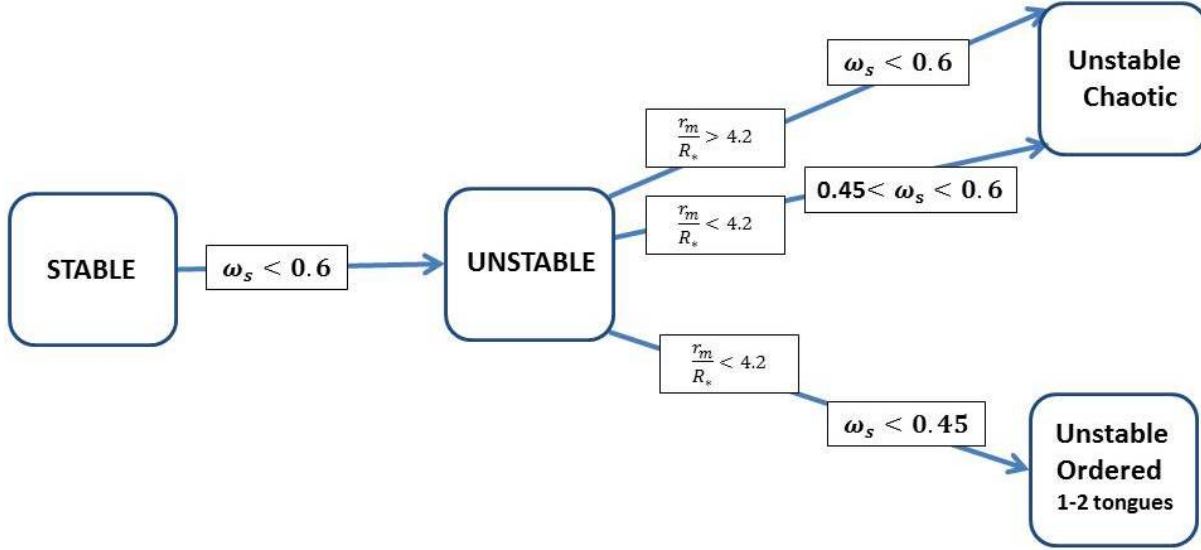 STABLE
ω_s < 0.6
UNSTABLE
r_m/R_* > 4.2
ω_s < 0.6
r_m/R_* < 4.2
0.45< ω_s < 0.6
Unstable
Chaotic
r_m/R_* < 4.2
ω_s < 0.45
Unstable
Ordered
1-2 tongues